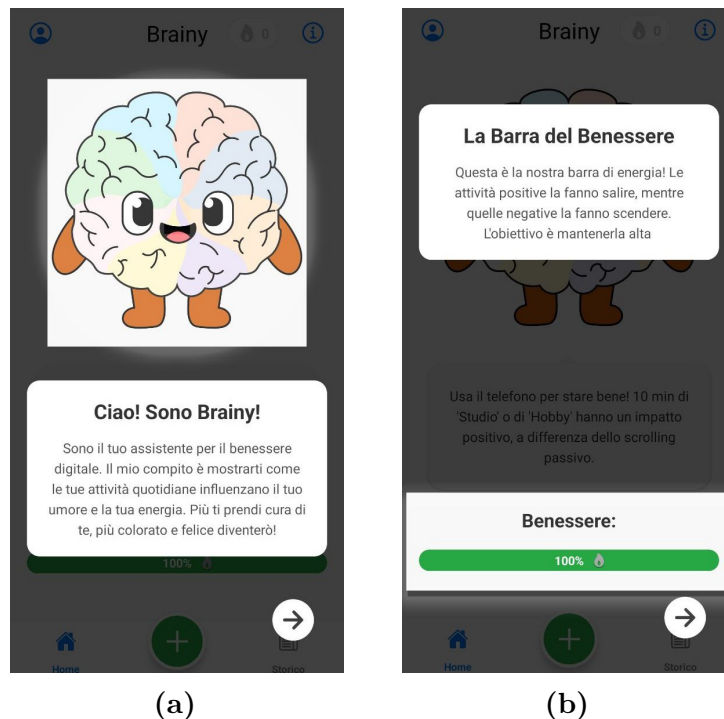 Brainy 0
Ciao! Sono Brainy!
Sono il tuo assistente per il benessere
digitale. Il mio compito è mostrarti come
le tue attività quotidiane influenzano il tuo
umore e la tua energia. Più ti prendi cura di
te, più colorato e felice diventerò!
100%
Home
Storico
(a)
Brainy 0
La Barra del Benessere
Questa è la nostra barra di energia! Le
attività positive la fanno salire, mentre
quelle negative la fanno scendere.
L'obiettivo è mantenerla alta
Usa il telefono per stare bene! 10 min di
'Studio' o di 'Hobby' hanno un impatto
positivo, a differenza dello scrolling
passivo.
Benessere:
100%
Home
Storico
(b)